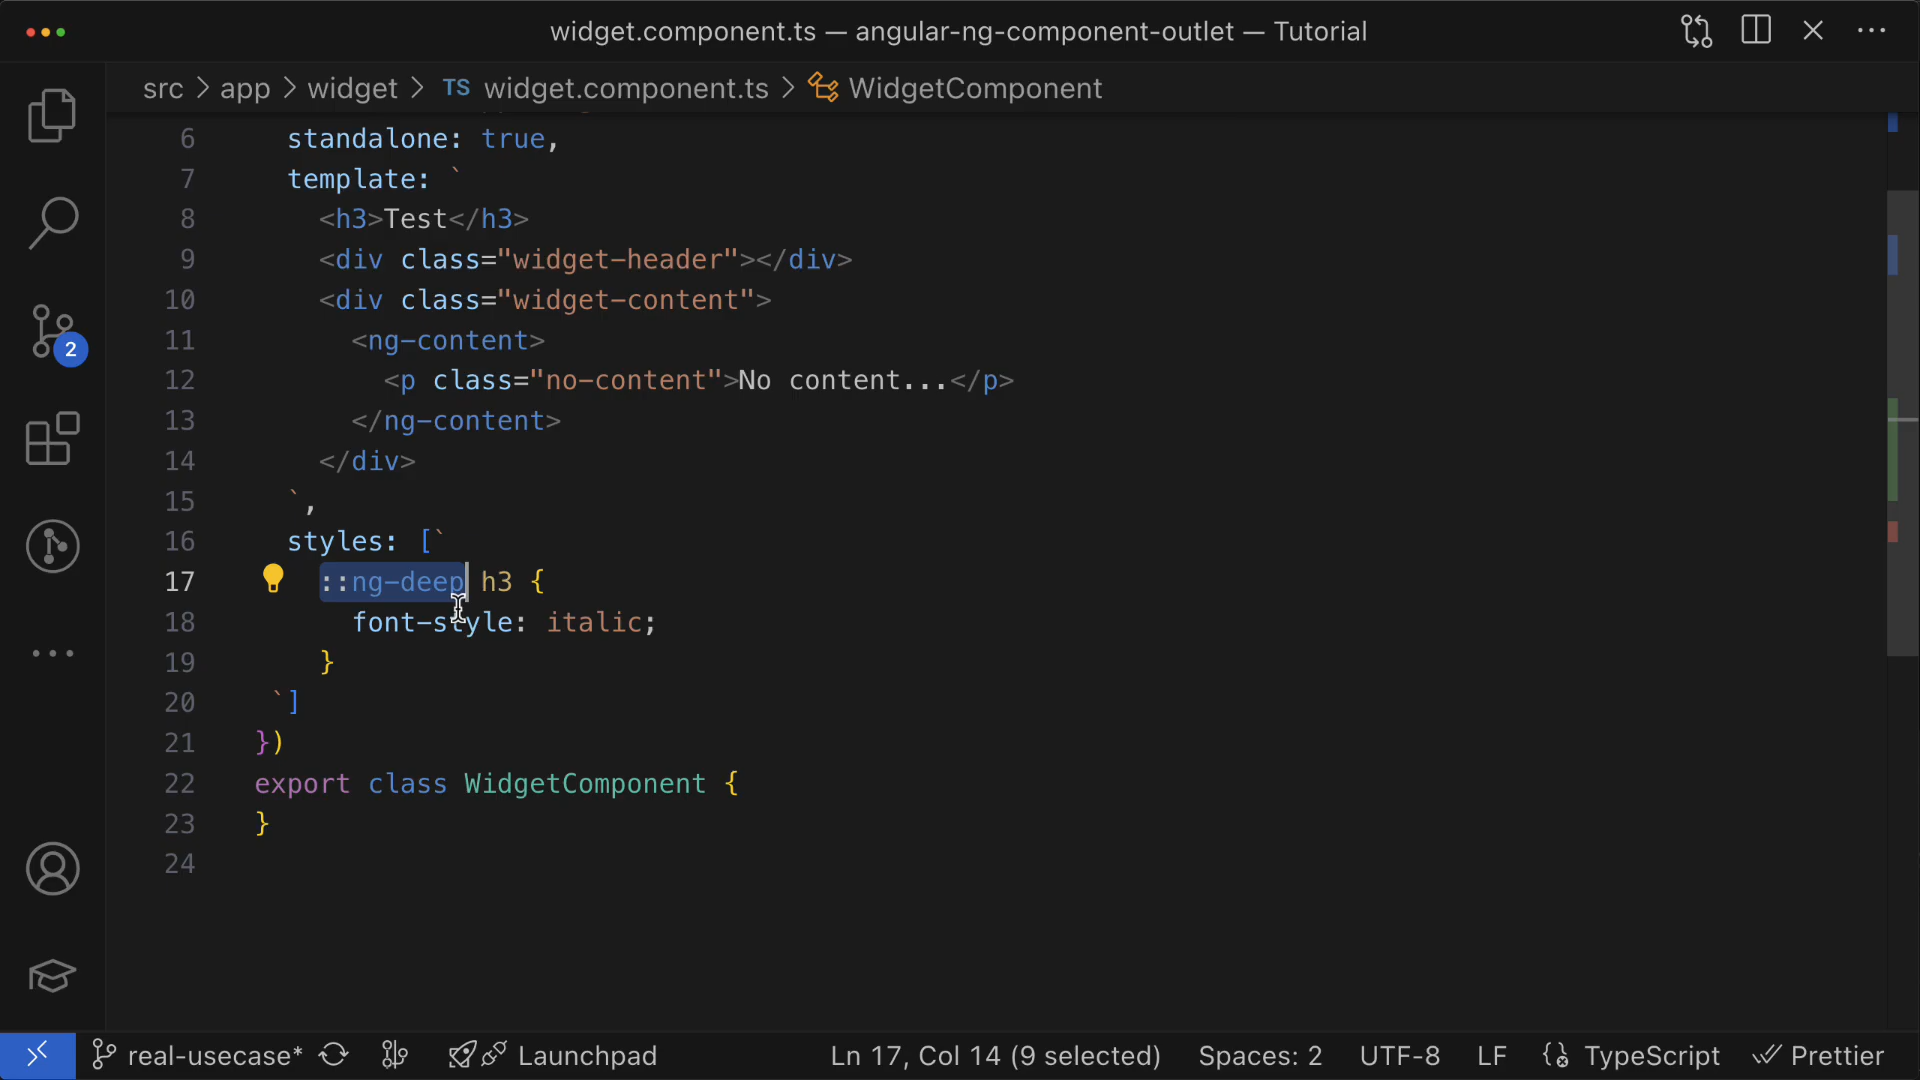 widget.component.ts — angular-ng-component-outlet — Tutorial
src > app > widget > TS widget.component.ts > WidgetComponent
6 standalone: true,
7 template: `
8 <h3>Test</h3>
9 <div class="widget-header"></div>
10 <div class="widget-content">
11 <ng-content>
12 <p class="no-content">No content...</p>
13 </ng-content>
14 </div>
15 `,
16 styles: [`
17 ::ng-deep h3 {
18 font-style: italic;
19 }
20 `]
21 })
22 export class WidgetComponent {
23 }
24
2
real-usecase* Launchpad Ln 17, Col 14 (9 selected) Spaces: 2 UTF-8 LF TypeScript Prettier